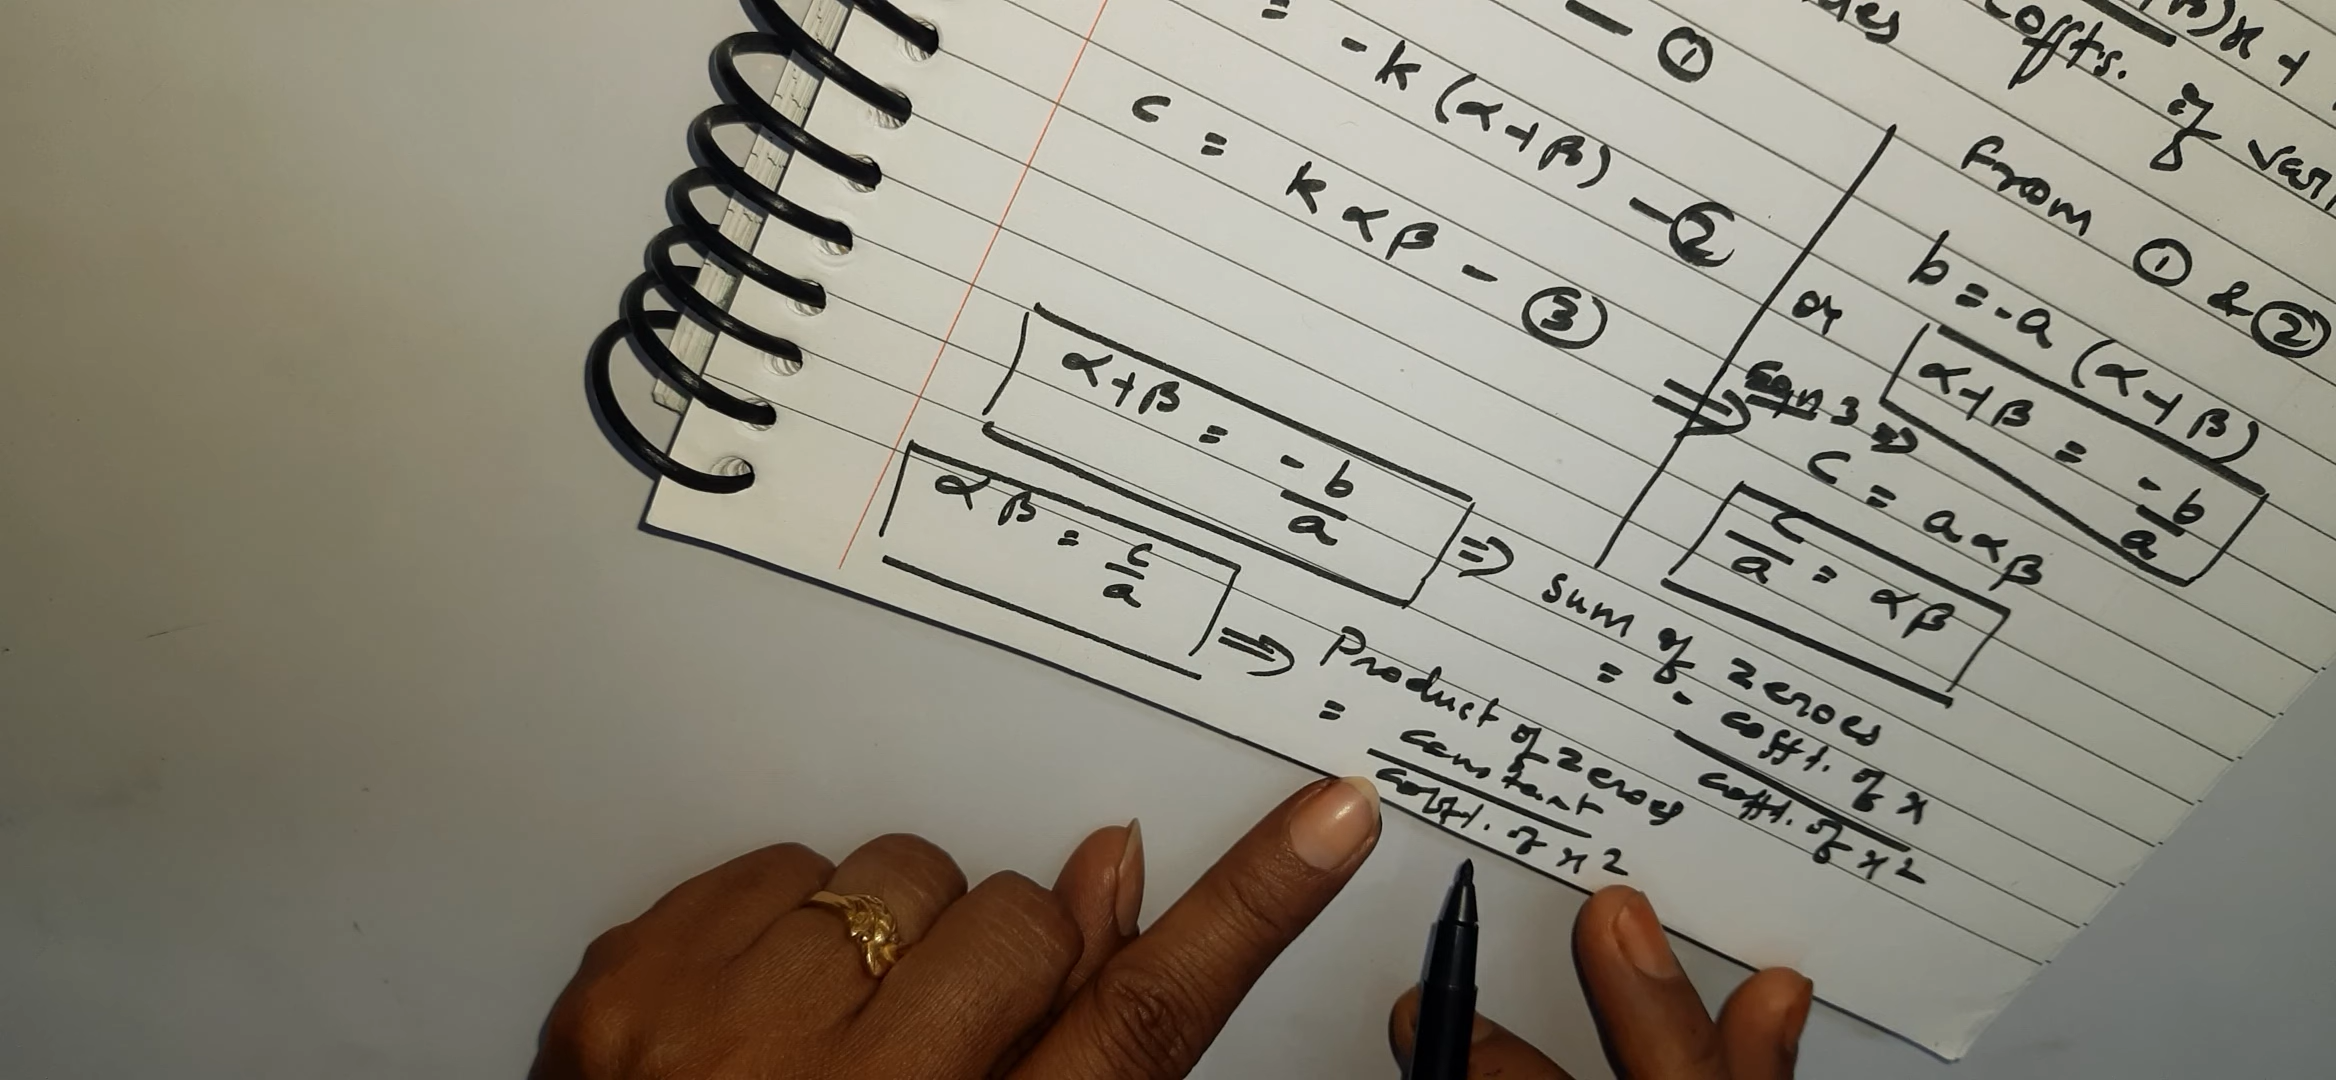 β)x +
coffts. of
= -k (α+β) - ②
- ①
c = kαβ - ③
from ① & ②
b = -a (α+β)
or α+β = -b/a
⇒ Eqn 3 ⇒
c = aαβ
c/a = αβ
α+β = -b/a ⇒ sum of zeroes
= - cofft. of x / cofft. of x²
αβ = c/a ⇒ Product of zeroes
= constant / cofft. of x²